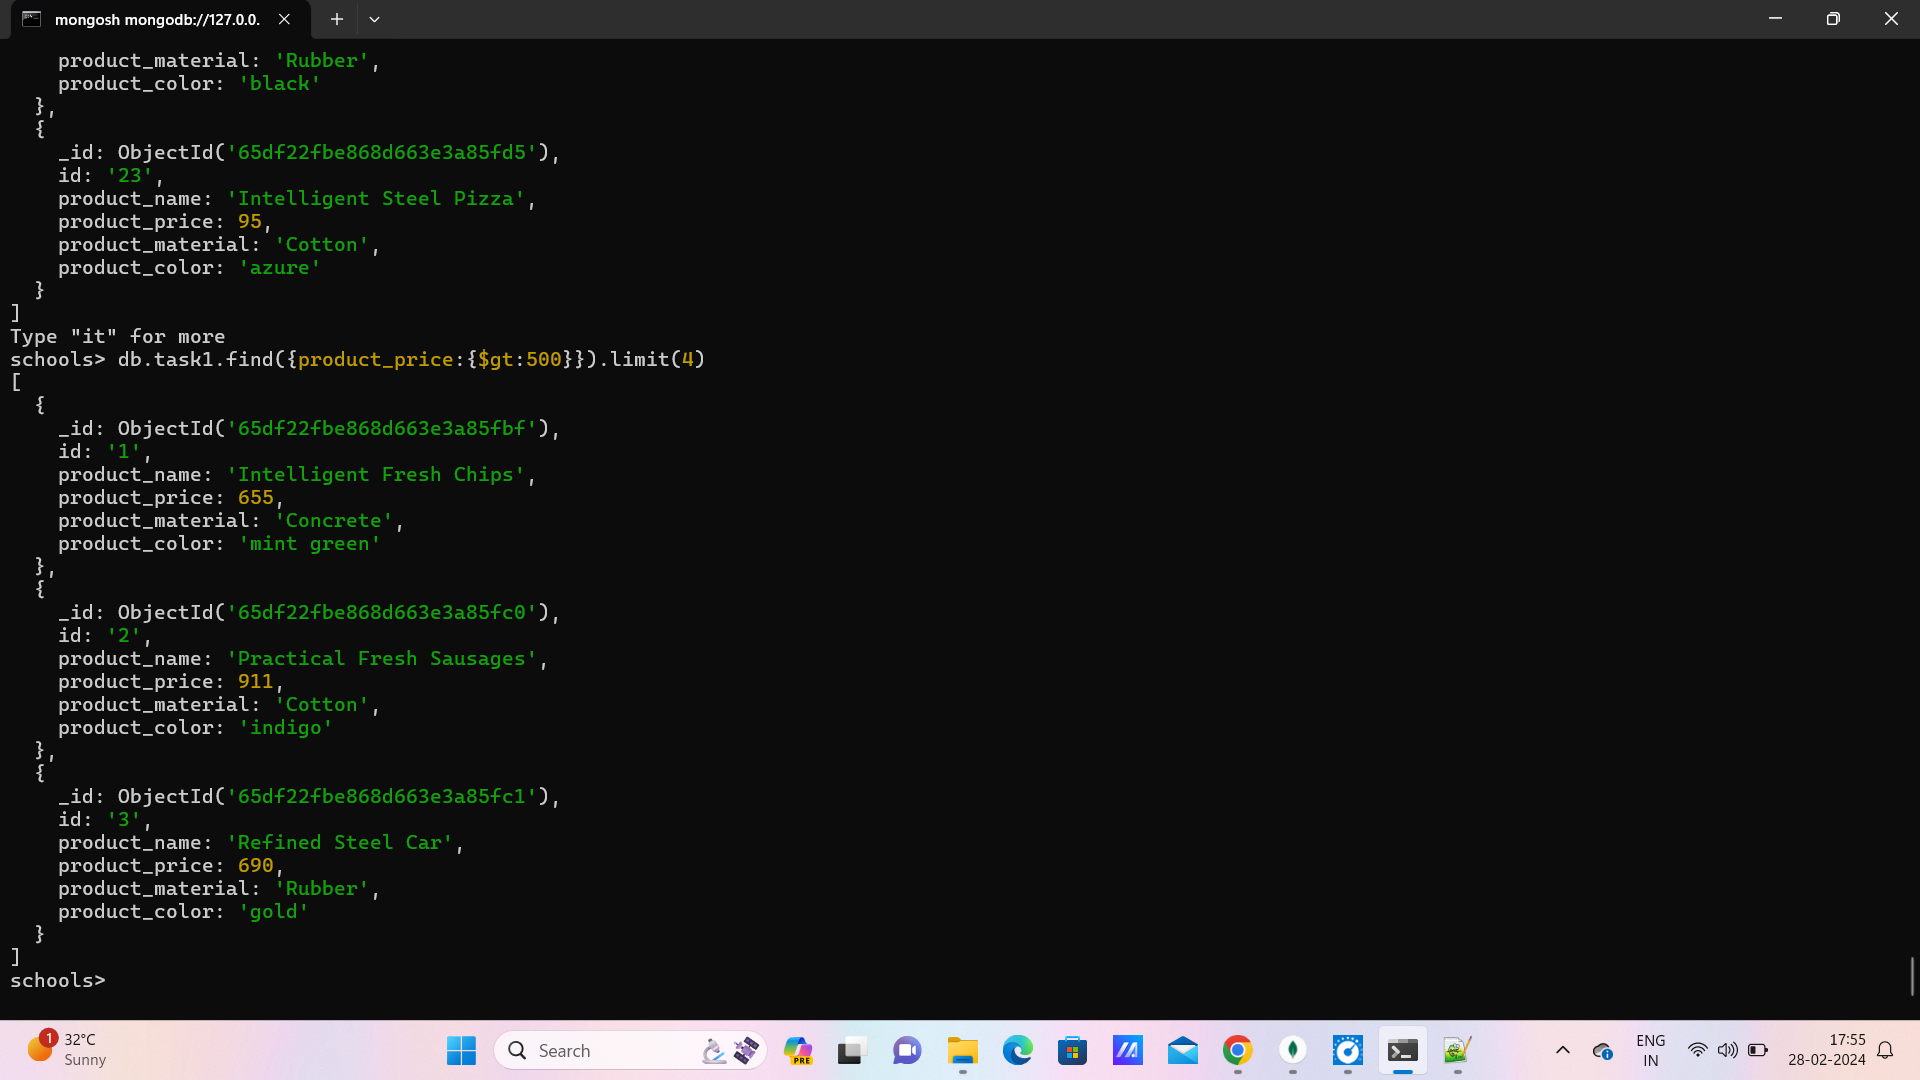 mongosh mongodb://127.0.0.
    product_material: 'Rubber',
    product_color: 'black'
  },
  {
    _id: ObjectId('65df22fbe868d663e3a85fd5'),
    id: '23',
    product_name: 'Intelligent Steel Pizza',
    product_price: 95,
    product_material: 'Cotton',
    product_color: 'azure'
  }
]
Type "it" for more
schools> db.task1.find({product_price:{$gt:500}}).limit(4)
[
  {
    _id: ObjectId('65df22fbe868d663e3a85fbf'),
    id: '1',
    product_name: 'Intelligent Fresh Chips',
    product_price: 655,
    product_material: 'Concrete',
    product_color: 'mint green'
  },
  {
    _id: ObjectId('65df22fbe868d663e3a85fc0'),
    id: '2',
    product_name: 'Practical Fresh Sausages',
    product_price: 911,
    product_material: 'Cotton',
    product_color: 'indigo'
  },
  {
    _id: ObjectId('65df22fbe868d663e3a85fc1'),
    id: '3',
    product_name: 'Refined Steel Car',
    product_price: 690,
    product_material: 'Rubber',
    product_color: 'gold'
  }
]
schools>
1
32°C
Sunny
Search
PRE
ENG
IN
17:55
28-02-2024